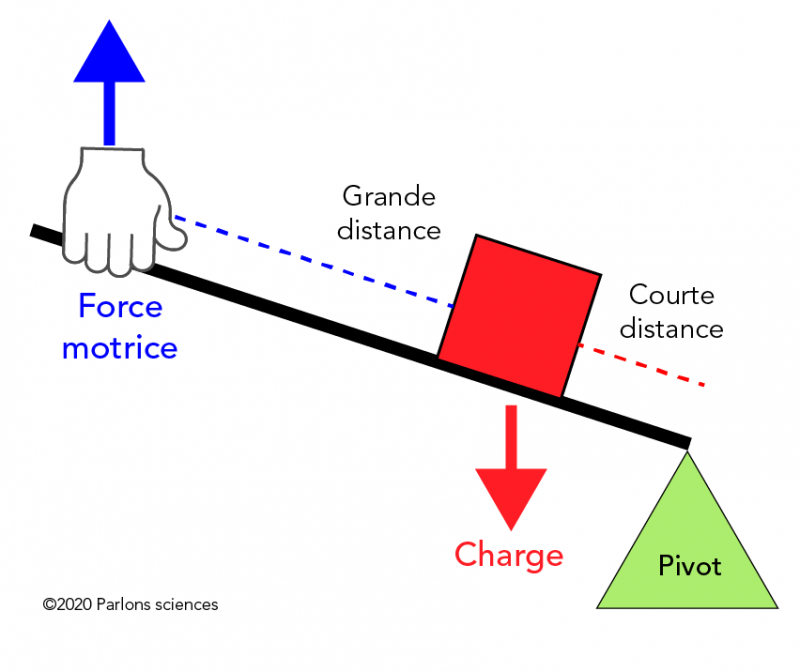 Grande
distance
Courte
distance
Force
motrice
Charge
Pivot
©2020 Parlons sciences